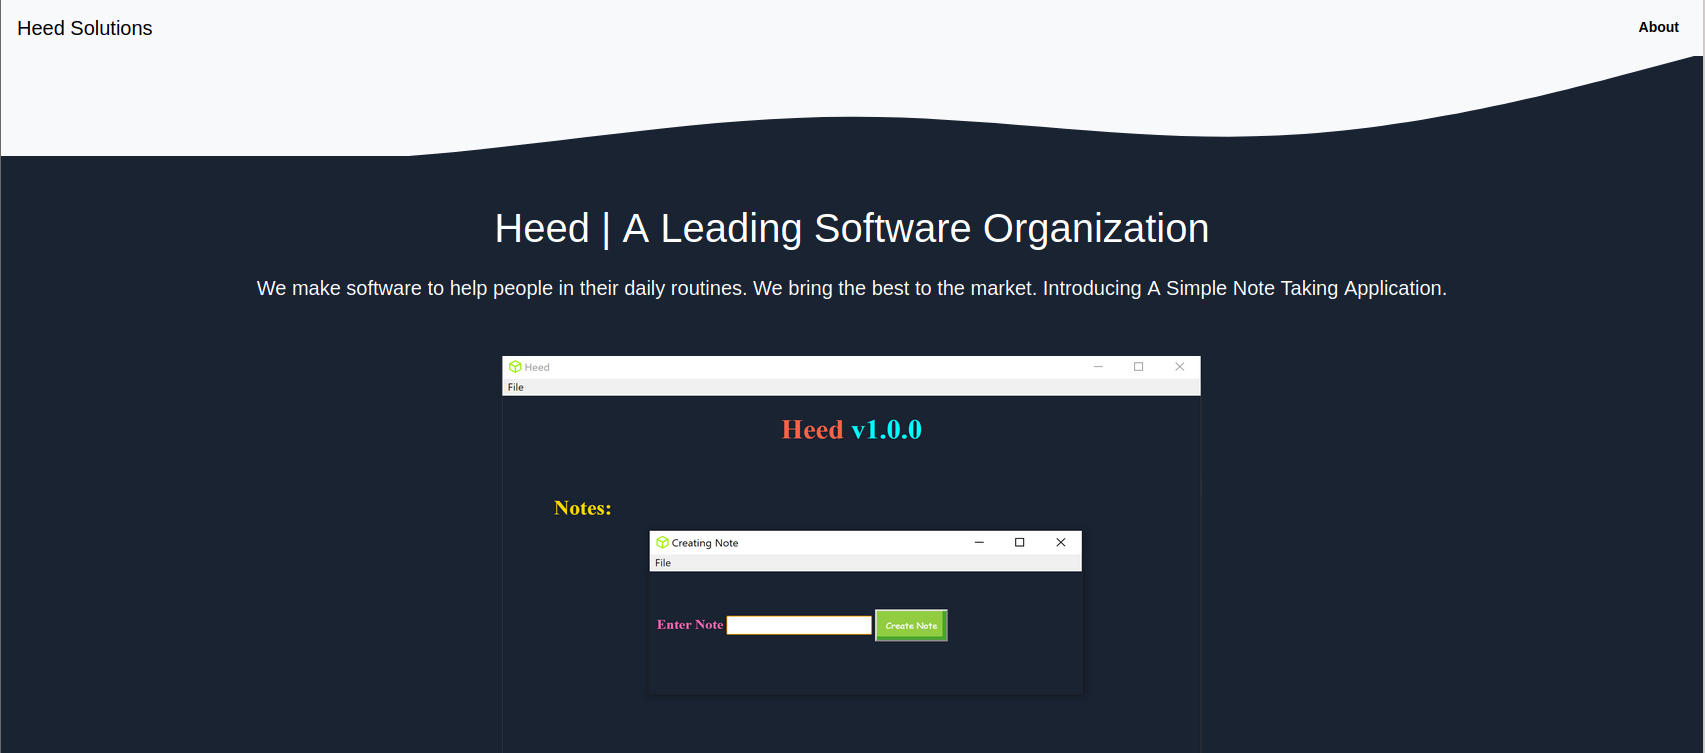 Heed Solutions
About
Heed | A Leading Software Organization
We make software to help people in their daily routines. We bring the best to the market. Introducing A Simple Note Taking Application.
Heed
File
Heed v1.0.0
Notes:
Creating Note
File
Enter Note
Create Note